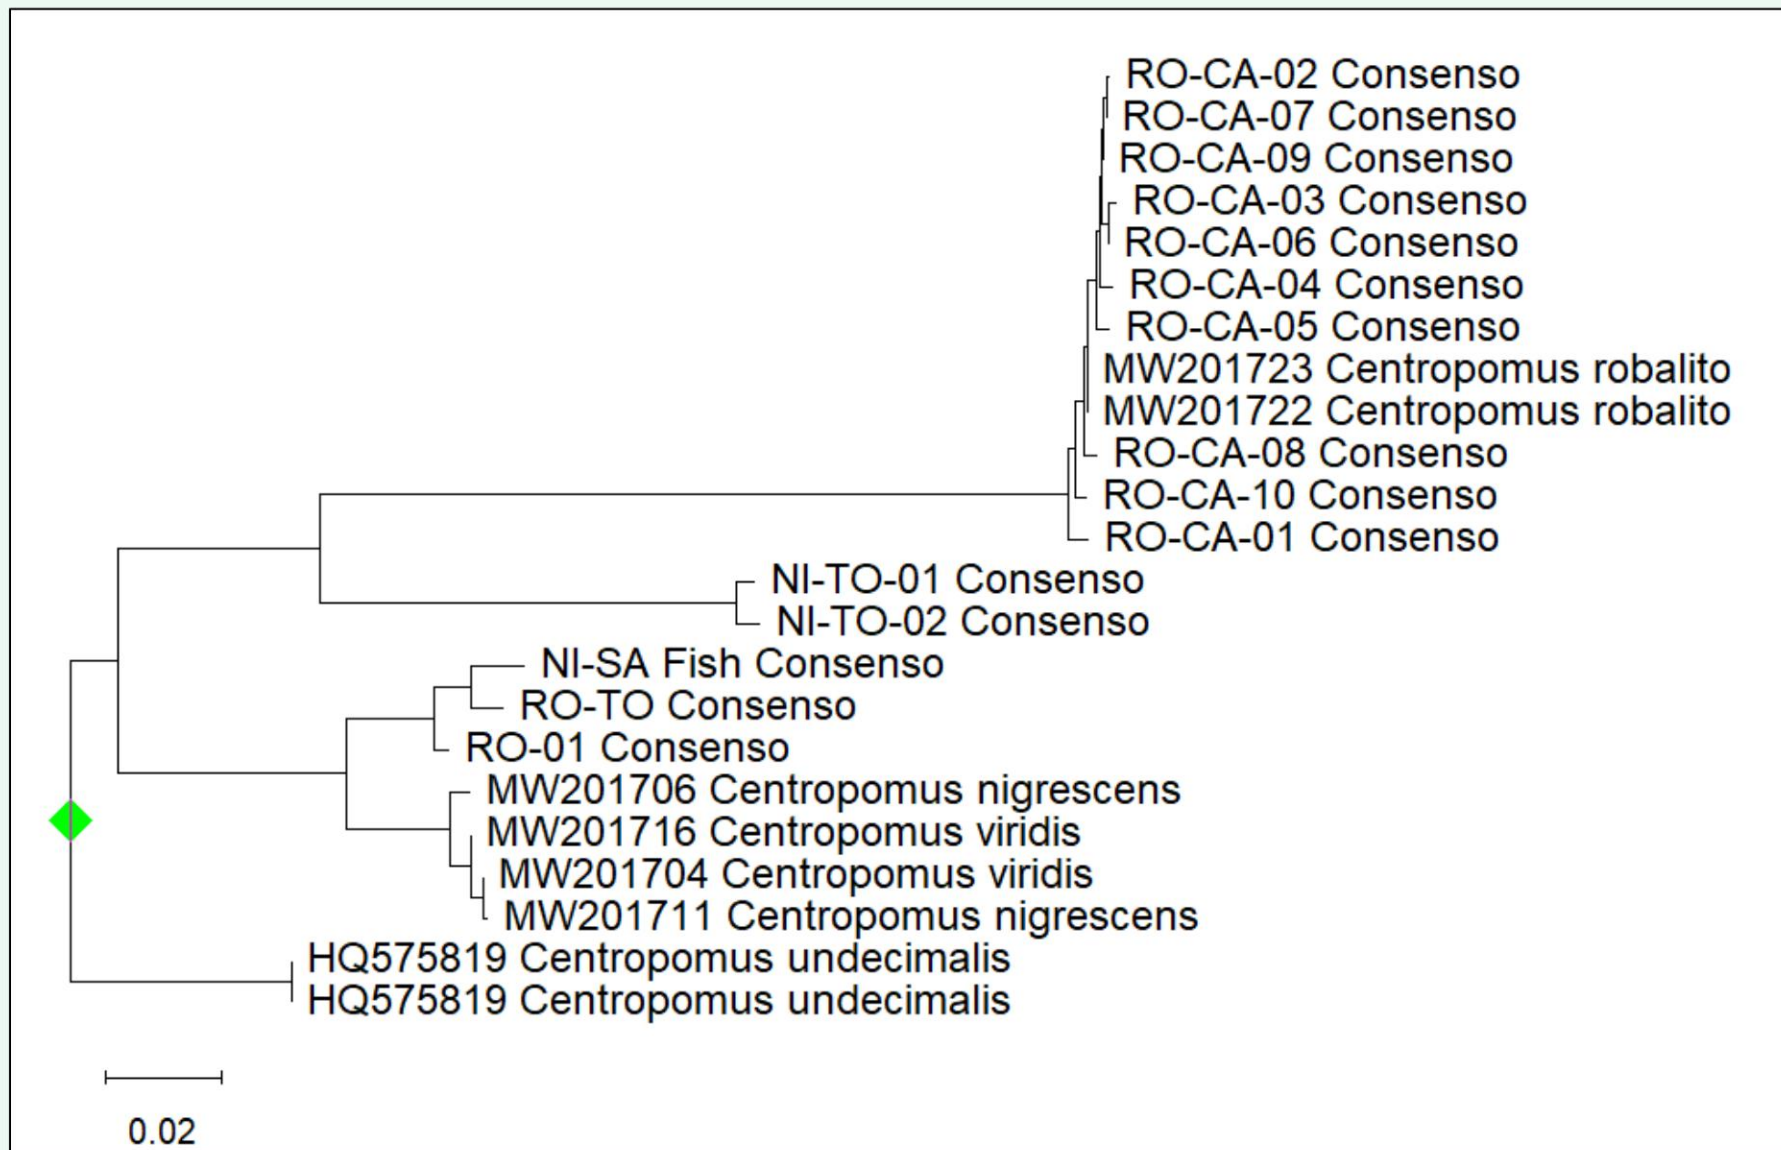 RO-CA-02 Consenso
RO-CA-07 Consenso
RO-CA-09 Consenso
RO-CA-03 Consenso
RO-CA-06 Consenso
RO-CA-04 Consenso
RO-CA-05 Consenso
MW201723 Centropomus robalito
MW201722 Centropomus robalito
RO-CA-08 Consenso
RO-CA-10 Consenso
RO-CA-01 Consenso
NI-TO-01 Consenso
NI-TO-02 Consenso
NI-SA Fish Consenso
RO-TO Consenso
RO-01 Consenso
MW201706 Centropomus nigrescens
MW201716 Centropomus viridis
MW201704 Centropomus viridis
MW201711 Centropomus nigrescens
HQ575819 Centropomus undecimalis
HQ575819 Centropomus undecimalis
0.02